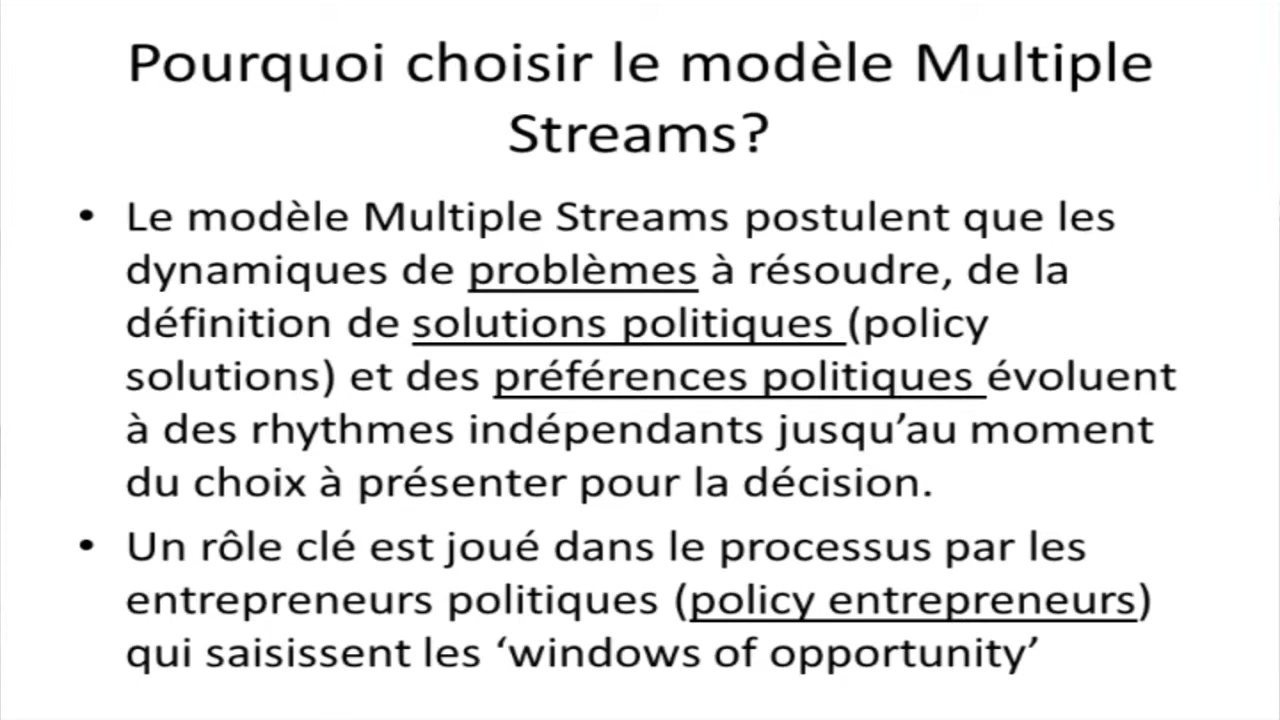 Pourquoi choisir le modèle Multiple
Streams?
• Le modèle Multiple Streams postulent que les
dynamiques de problèmes à résoudre, de la
définition de solutions politiques (policy
solutions) et des préférences politiques évoluent
à des rhythmes indépendants jusqu’au moment
du choix à présenter pour la décision.
• Un rôle clé est joué dans le processus par les
entrepreneurs politiques (policy entrepreneurs)
qui saisissent les ‘windows of opportunity’